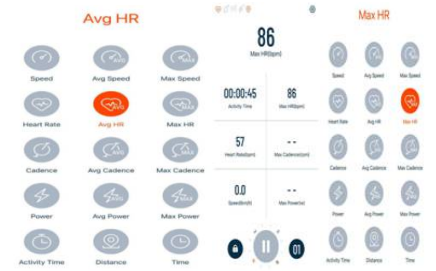 Avg HR
Speed
Avg Speed
Max Speed
Heart Rate
Avg HR
Max HR
Cadence
Avg Cadence
Max Cadence
Power
Avg Power
Max Power
Activity Time
Distance
Time
86
Max HR(bpm)
00:00:45
86
Activity Time
Max HR(bpm)
57
--
Heart Rate(bpm)
Max Cadence(rpm)
0.0
--
Speed(km/h)
Max Power(w)
01
Max HR
Speed
Avg Speed
Max Speed
Heart Rate
Avg HR
Max HR
Cadence
Avg Cadence
Max Cadence
Power
Avg Power
Max Power
Activity Time
Distance
Time